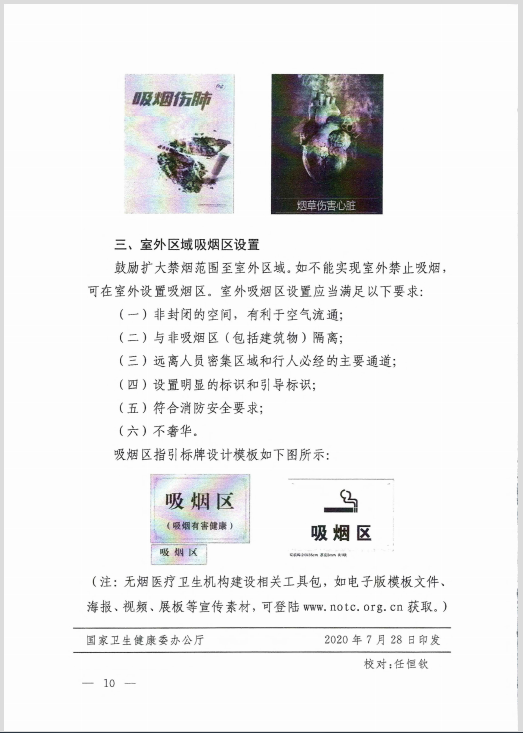 吸烟伤肺
烟草伤害心脏
三、室外区域吸烟区设置
鼓励扩大禁烟范围至室外区域。如不能实现室外禁止吸烟，
可在室外设置吸烟区。室外吸烟区设置应当满足以下要求：
（一）非封闭的空间，有利于空气流通；
（二）与非吸烟区（包括建筑物）隔离；
（三）远离人员密集区域和行人必经的主要通道；
（四）设置明显的标识和引导标识；
（五）符合消防安全要求；
（六）不奢华。
吸烟区指引标牌设计模板如下图所示：
吸烟区
（吸烟有害健康）
吸烟区
吸烟区
（注：无烟医疗卫生机构建设相关工具包，如电子版模板文件、
海报、视频、展板等宣传素材，可登陆 www.notc.org.cn 获取。）
国家卫生健康委办公厅 2020 年 7 月 28 日印发
校对：任恒钦
— 10 —